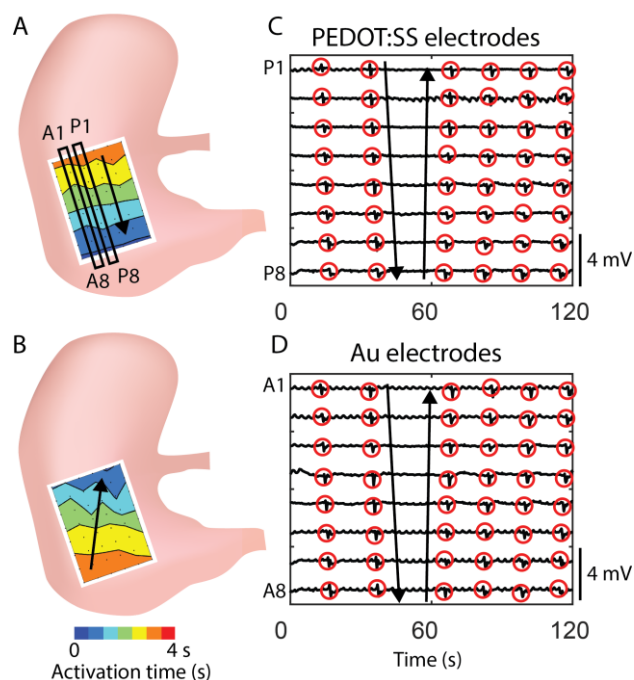 A
A1 P1
A8 P8
B
0 4 s
Activation time (s)
C
PEDOT:SS electrodes
P1
P8
4 mV
0 60 120
D
Au electrodes
A1
A8
4 mV
0 60 120
Time (s)